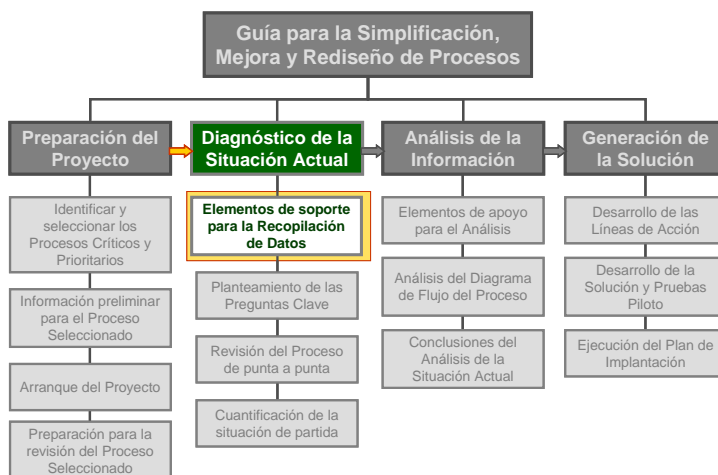 Guía para la Simplificación,
Mejora y Rediseño de Procesos
Preparación del
Proyecto
Identificar y
seleccionar los
Procesos Críticos y
Prioritarios
Información preliminar
para el Proceso
Seleccionado
Arranque del Proyecto
Preparación para la
revisión del Proceso
Seleccionado
Diagnóstico de la
Situación Actual
Elementos de soporte
para la Recopilación
de Datos
Planteamiento de las
Preguntas Clave
Revisión del Proceso
de punta a punta
Cuantificación de la
situación de partida
Análisis de la
Información
Elementos de apoyo
para el Análisis
Análisis del Diagrama
de Flujo del Proceso
Conclusiones del
Análisis de la
Situación Actual
Generación de
la Solución
Desarrollo de las
Líneas de Acción
Desarrollo de la
Solución y Pruebas
Piloto
Ejecución del Plan de
Implantación